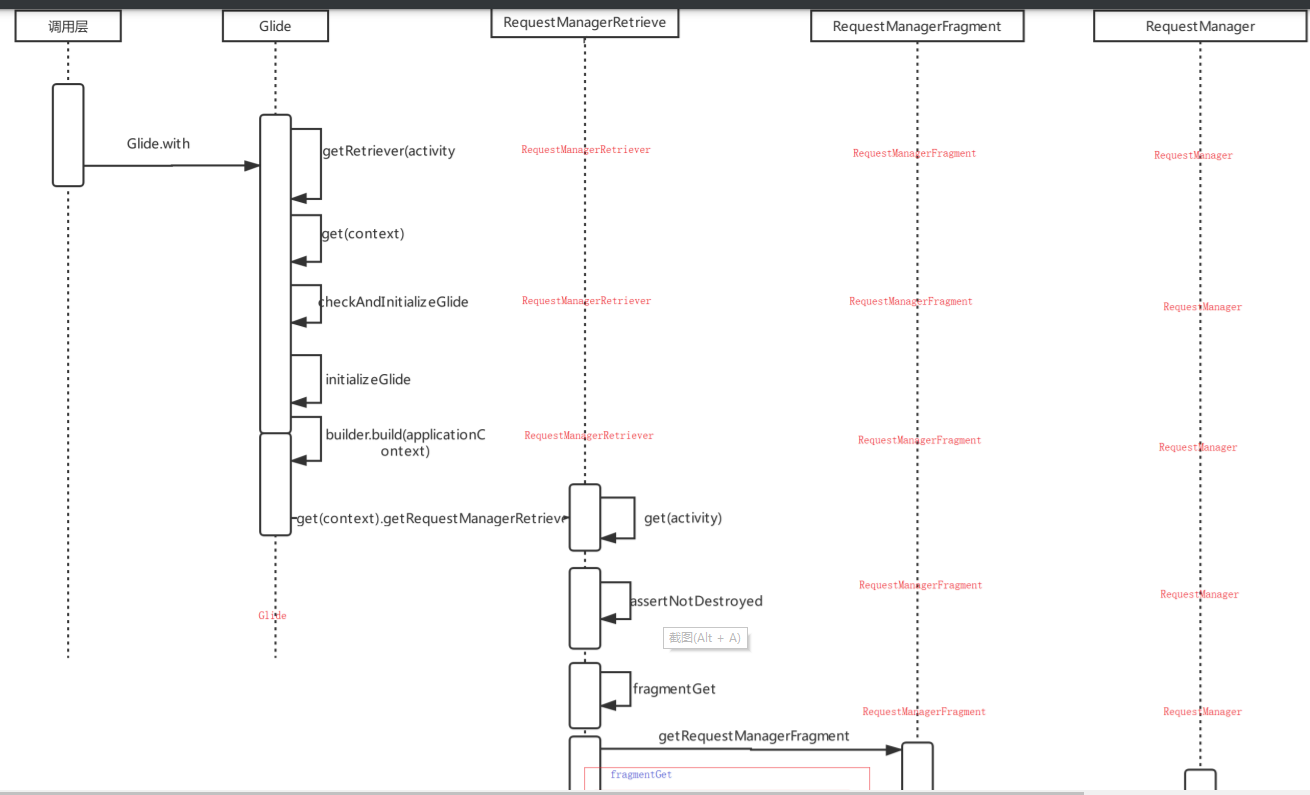 调用层
Glide
RequestManagerRetrieve
RequestManagerFragment
RequestManager
Glide.with
getRetriever(activity
RequestManagerRetriever
RequestManagerFragment
RequestManager
get(context)
checkAndInitializeGlide
RequestManagerRetriever
RequestManagerFragment
RequestManager
initializeGlide
builder.build(applicationC
ontext)
RequestManagerRetriever
RequestManagerFragment
RequestManager
get(context).getRequestManagerRetrieve
get(activity)
RequestManagerFragment
RequestManager
assertNotDestroyed
Glide
截图(Alt + A)
fragmentGet
RequestManagerFragment
RequestManager
getRequestManagerFragment
fragmentGet